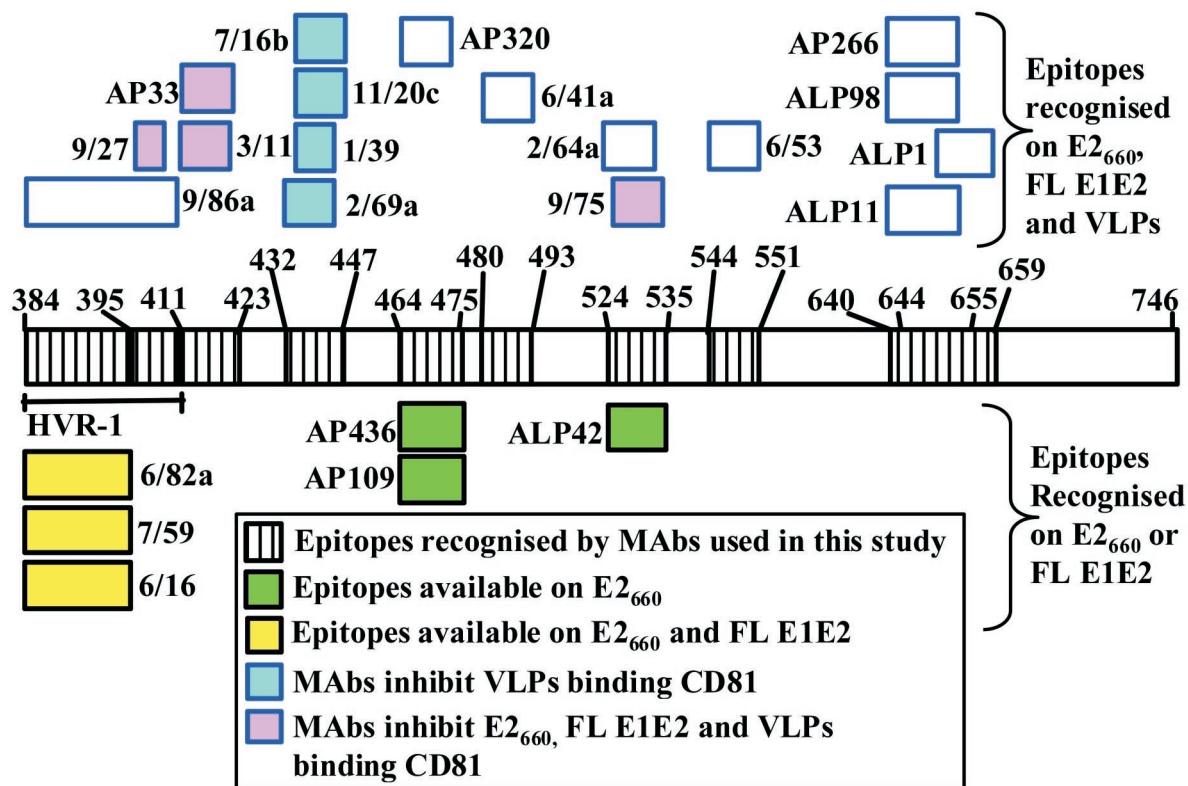 7/16b
AP320
AP266
AP33
11/20c
6/41a
ALP98
9/27
3/11
1/39
2/64a
6/53
ALP1
9/86a
2/69a
9/75
ALP11
Epitopes
recognised
on E2660,
FL E1E2
and VLPs
384 395 411 423 432 447 464 475 480 493 524 535 544 551 640 644 655 659 746
HVR-1
6/82a
7/59
6/16
AP436
AP109
ALP42
Epitopes
Recognised
on E2660 or
FL E1E2
Epitopes recognised by MAbs used in this study
Epitopes available on E2660
Epitopes available on E2660 and FL E1E2
MAbs inhibit VLPs binding CD81
MAbs inhibit E2660, FL E1E2 and VLPs
binding CD81